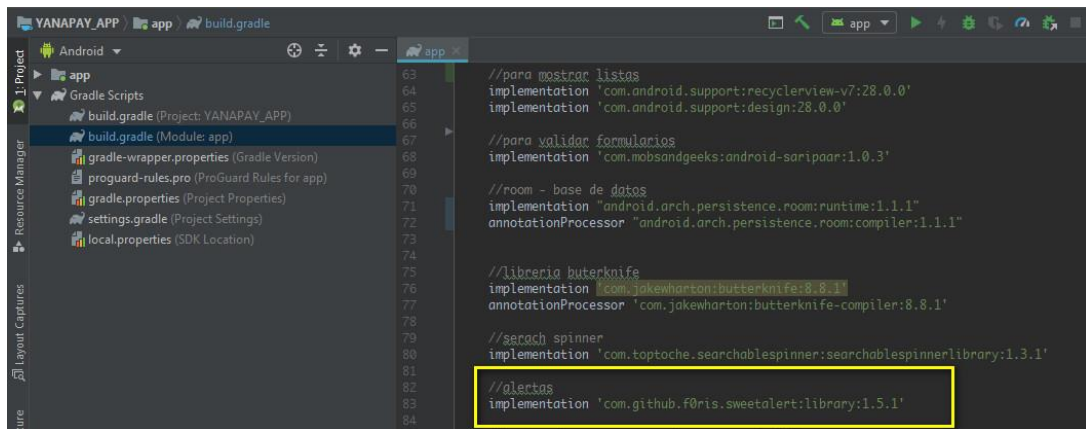 YANAPAY_APP app build.gradle app
Android app
1: Project
Resource Manager
Layout Captures
app
Gradle Scripts
build.gradle (Project: YANAPAY_APP)
build.gradle (Module: app)
gradle-wrapper.properties (Gradle Version)
proguard-rules.pro (ProGuard Rules for app)
gradle.properties (Project Properties)
settings.gradle (Project Settings)
local.properties (SDK Location)
63 //para mostrar listas
64 implementation 'com.android.support:recyclerview-v7:28.0.0'
65 implementation 'com.android.support:design:28.0.0'
66
67 //para validar formularios
68 implementation 'com.mobsandgeeks:android-saripaar:1.0.3'
69
70 //room - base de datos
71 implementation "android.arch.persistence.room:runtime:1.1.1"
72 annotationProcessor "android.arch.persistence.room:compiler:1.1.1"
73
74
75 //libreria buterknife
76 implementation 'com.jakewharton:butterknife:8.8.1'
77 annotationProcessor 'com.jakewharton:butterknife-compiler:8.8.1'
78
79 //serach spinner
80 implementation 'com.toptoche.searchablespinner:searchablespinnerlibrary:1.3.1'
81
82 //alertas
83 implementation 'com.github.f0ris.sweetalert:library:1.5.1'
84